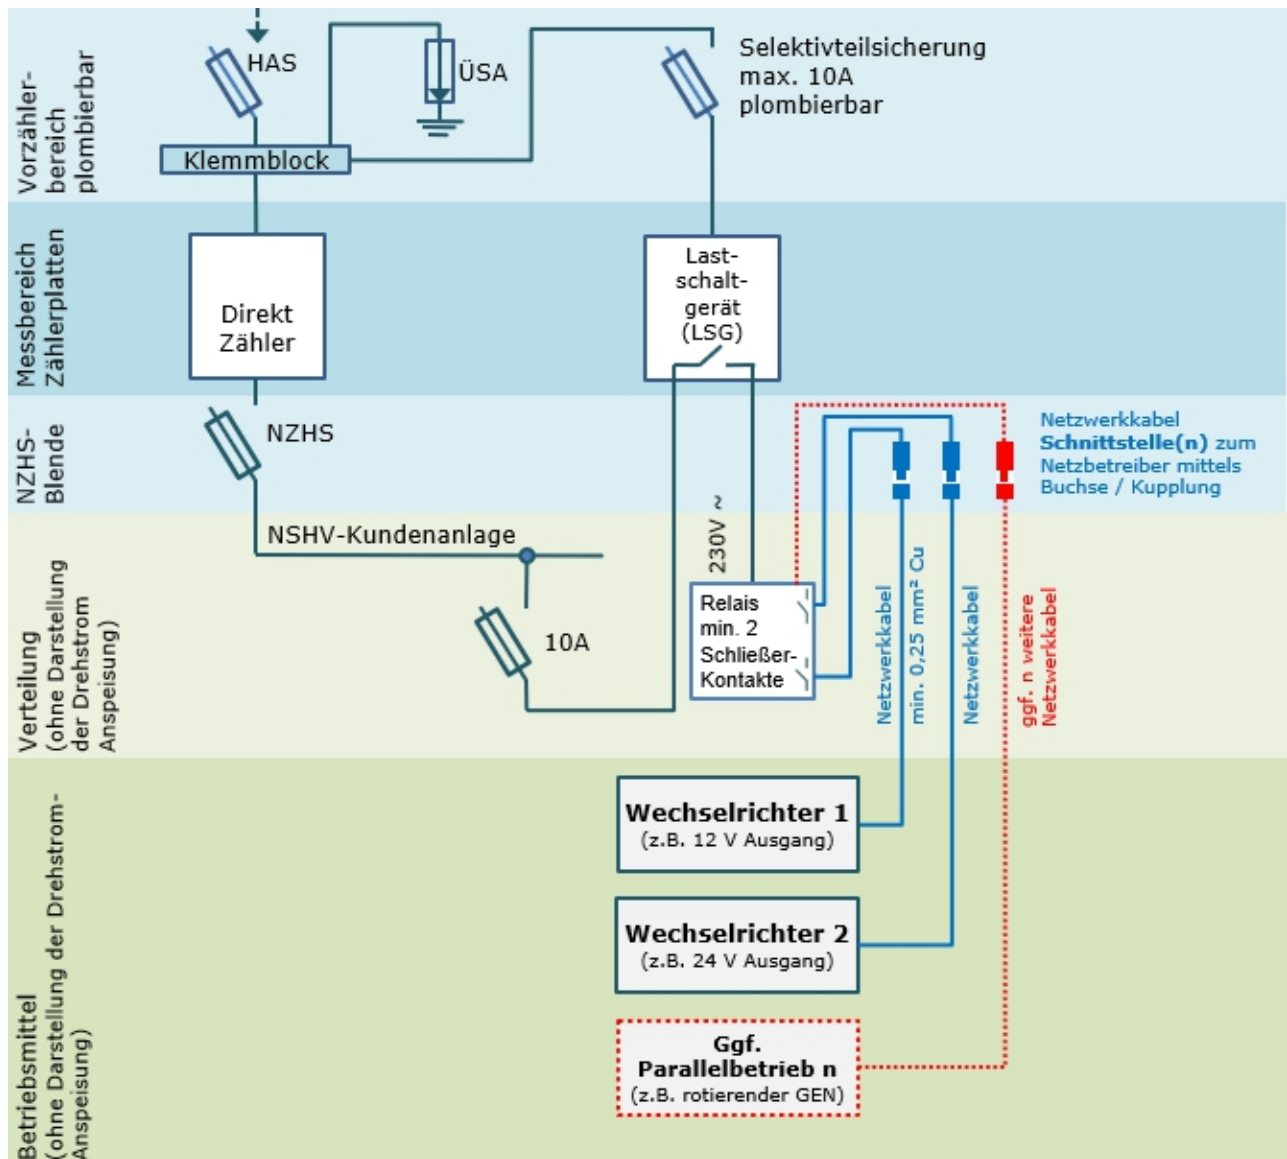 Vorzähler-
bereich
plombierbar
HAS
ÜSA
Klemmblock
Selektivteilsicherung
max. 10A
plombierbar
Messbereich
Zählerplatten
Direkt
Zähler
Last-
schalt-
gerät
(LSG)
NZHS-
Blende
NZHS
Netzwerkkabel
Schnittstelle(n) zum
Netzbetreiber mittels
Buchse / Kupplung
Verteilung
(ohne Darstellung
der Drehstrom
Anspeisung)
NSHV-Kundenanlage
10A
230V ~
Relais
min. 2
Schließer-
Kontakte
Netzwerkkabel
min. 0,25 mm² Cu
Netzwerkkabel
ggf. n weitere
Netzwerkkabel
Betriebsmittel
(ohne Darstellung der Drehstrom-
Anspeisung)
Wechselrichter 1
(z.B. 12 V Ausgang)
Wechselrichter 2
(z.B. 24 V Ausgang)
Ggf.
Parallelbetrieb n
(z.B. rotierender GEN)